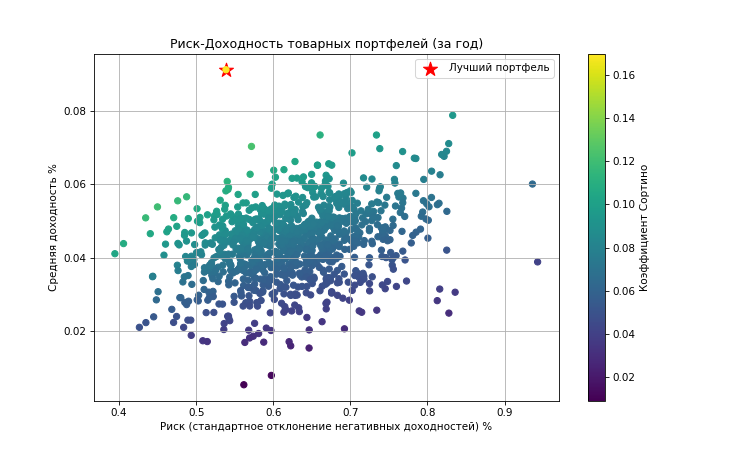 Риск-Доходность товарных портфелей (за год)
Лучший портфель
Средняя доходность %
0.08
0.06
0.04
0.02
0.4 0.5 0.6 0.7 0.8 0.9
Риск (стандартное отклонение негативных доходностей) %
0.16
0.14
0.12
0.10
0.08
0.06
0.04
0.02
Коэффициент Сортино